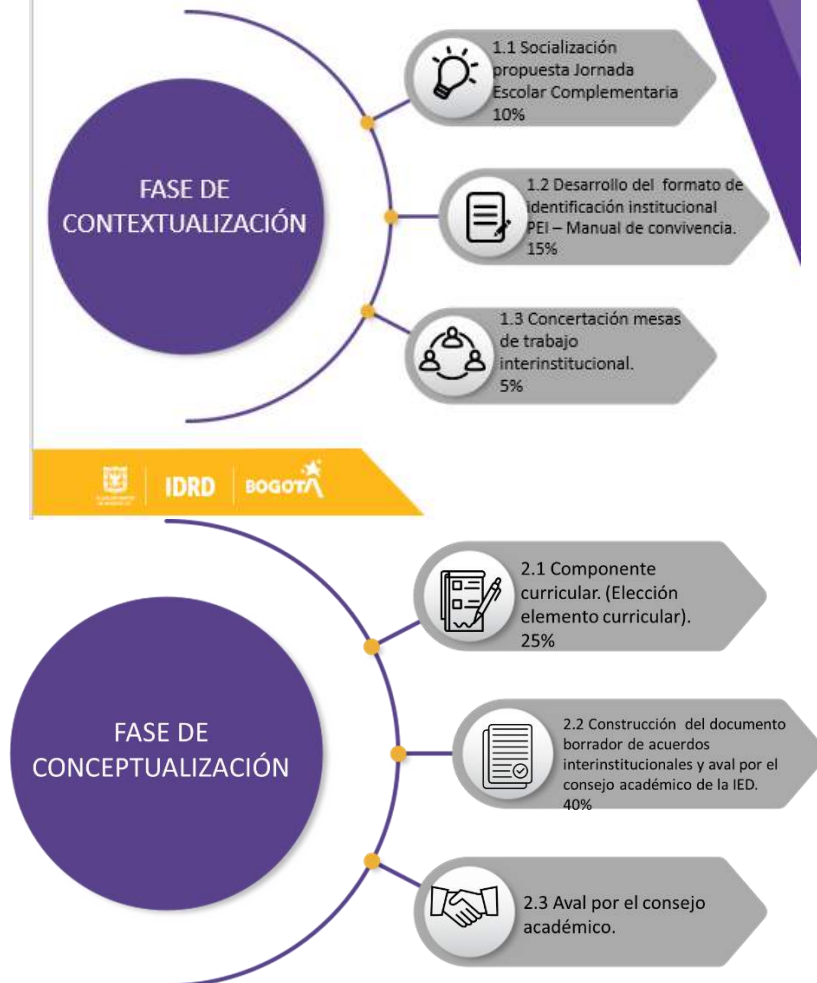 1.1 Socialización
propuesta Jornada
Escolar Complementaria
10%
FASE DE
CONTEXTUALIZACIÓN
1.2 Desarrollo del formato de
identificación institucional
PEI – Manual de convivencia.
15%
1.3 Concertación mesas
de trabajo
interinstitucional.
5%
IDRD
BOGOTÁ
2.1 Componente
curricular. (Elección
elemento curricular).
25%
FASE DE
CONCEPTUALIZACIÓN
2.2 Construcción del documento
borrador de acuerdos
interinstitucionales y aval por el
consejo académico de la IED.
40%
2.3 Aval por el consejo
académico.